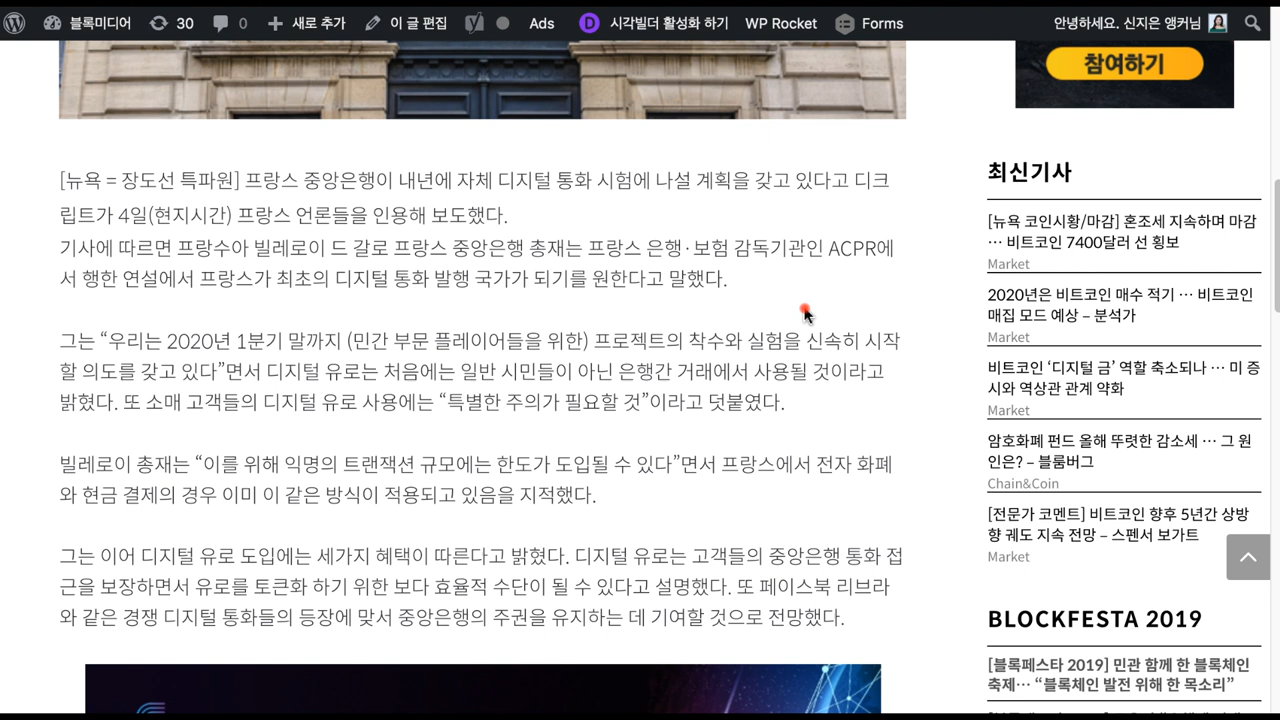 블록미디어 30 0 새로 추가 이 글 편집 Ads D 시각빌더 활성화 하기 WP Rocket Forms 안녕하세요. 신지은 앵커님
참여하기
[뉴욕 = 장도선 특파원] 프랑스 중앙은행이 내년에 자체 디지털 통화 시험에 나설 계획을 갖고 있다고 디크
립트가 4일(현지시간) 프랑스 언론들을 인용해 보도했다.
기사에 따르면 프랑수아 빌레로이 드 갈로 프랑스 중앙은행 총재는 프랑스 은행·보험 감독기관인 ACPR에
서 행한 연설에서 프랑스가 최초의 디지털 통화 발행 국가가 되기를 원한다고 말했다.
그는 “우리는 2020년 1분기 말까지 (민간 부문 플레이어들을 위한) 프로젝트의 착수와 실험을 신속히 시작
할 의도를 갖고 있다”면서 디지털 유로는 처음에는 일반 시민들이 아닌 은행간 거래에서 사용될 것이라고
밝혔다. 또 소매 고객들의 디지털 유로 사용에는 “특별한 주의가 필요할 것”이라고 덧붙였다.
빌레로이 총재는 “이를 위해 익명의 트랜잭션 규모에는 한도가 도입될 수 있다”면서 프랑스에서 전자 화폐
와 현금 결제의 경우 이미 이 같은 방식이 적용되고 있음을 지적했다.
그는 이어 디지털 유로 도입에는 세가지 혜택이 따른다고 밝혔다. 디지털 유로는 고객들의 중앙은행 통화 접
근을 보장하면서 유로를 토큰화 하기 위한 보다 효율적 수단이 될 수 있다고 설명했다. 또 페이스북 리브라
와 같은 경쟁 디지털 통화들의 등장에 맞서 중앙은행의 주권을 유지하는 데 기여할 것으로 전망했다.
최신기사
[뉴욕 코인시황/마감] 혼조세 지속하며 마감
… 비트코인 7400달러 선 횡보
Market
2020년은 비트코인 매수 적기 … 비트코인
매집 모드 예상 – 분석가
Market
비트코인 ‘디지털 금’ 역할 축소되나 … 미 증
시와 역상관 관계 약화
Market
암호화폐 펀드 올해 뚜렷한 감소세 … 그 원
인은? – 블룸버그
Chain&Coin
[전문가 코멘트] 비트코인 향후 5년간 상방
향 궤도 지속 전망 – 스펜서 보가트
Market
BLOCKFESTA 2019
[블록페스타 2019] 민관 함께 한 블록체인
축제… “블록체인 발전 위해 한 목소리”